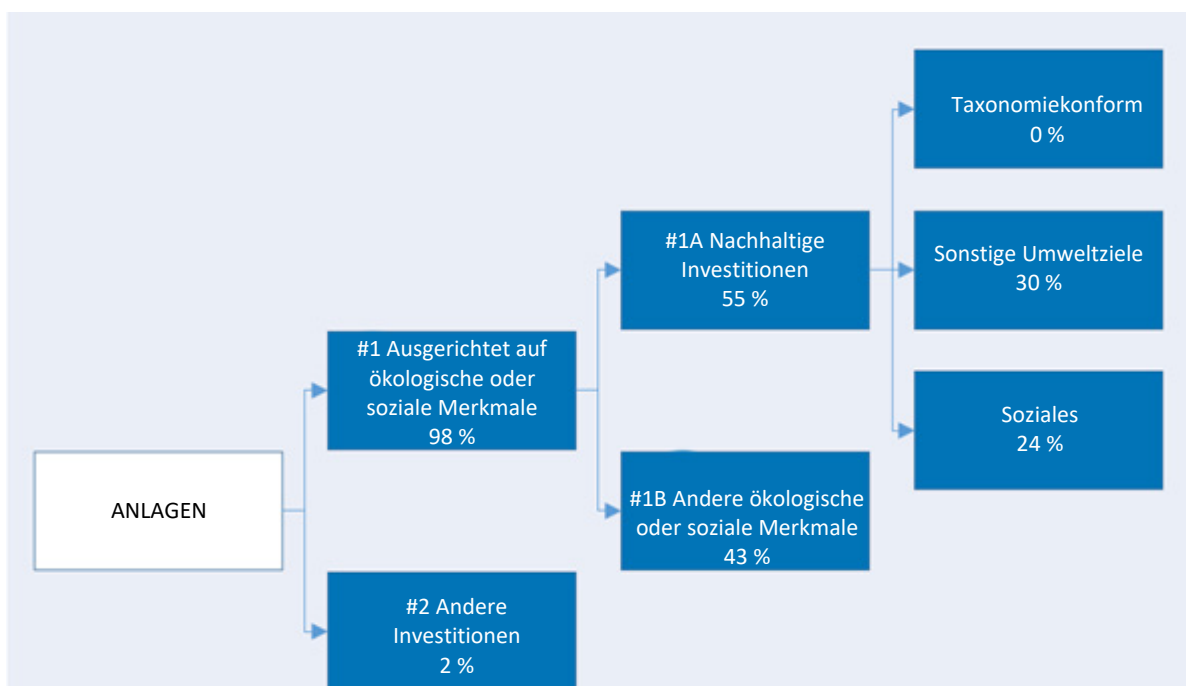 ANLAGEN
#1 Ausgerichtet auf
ökologische oder
soziale Merkmale
98 %
#2 Andere
Investitionen
2 %
#1A Nachhaltige
Investitionen
55 %
#1B Andere ökologische
oder soziale Merkmale
43 %
Taxonomiekonform
0 %
Sonstige Umweltziele
30 %
Soziales
24 %